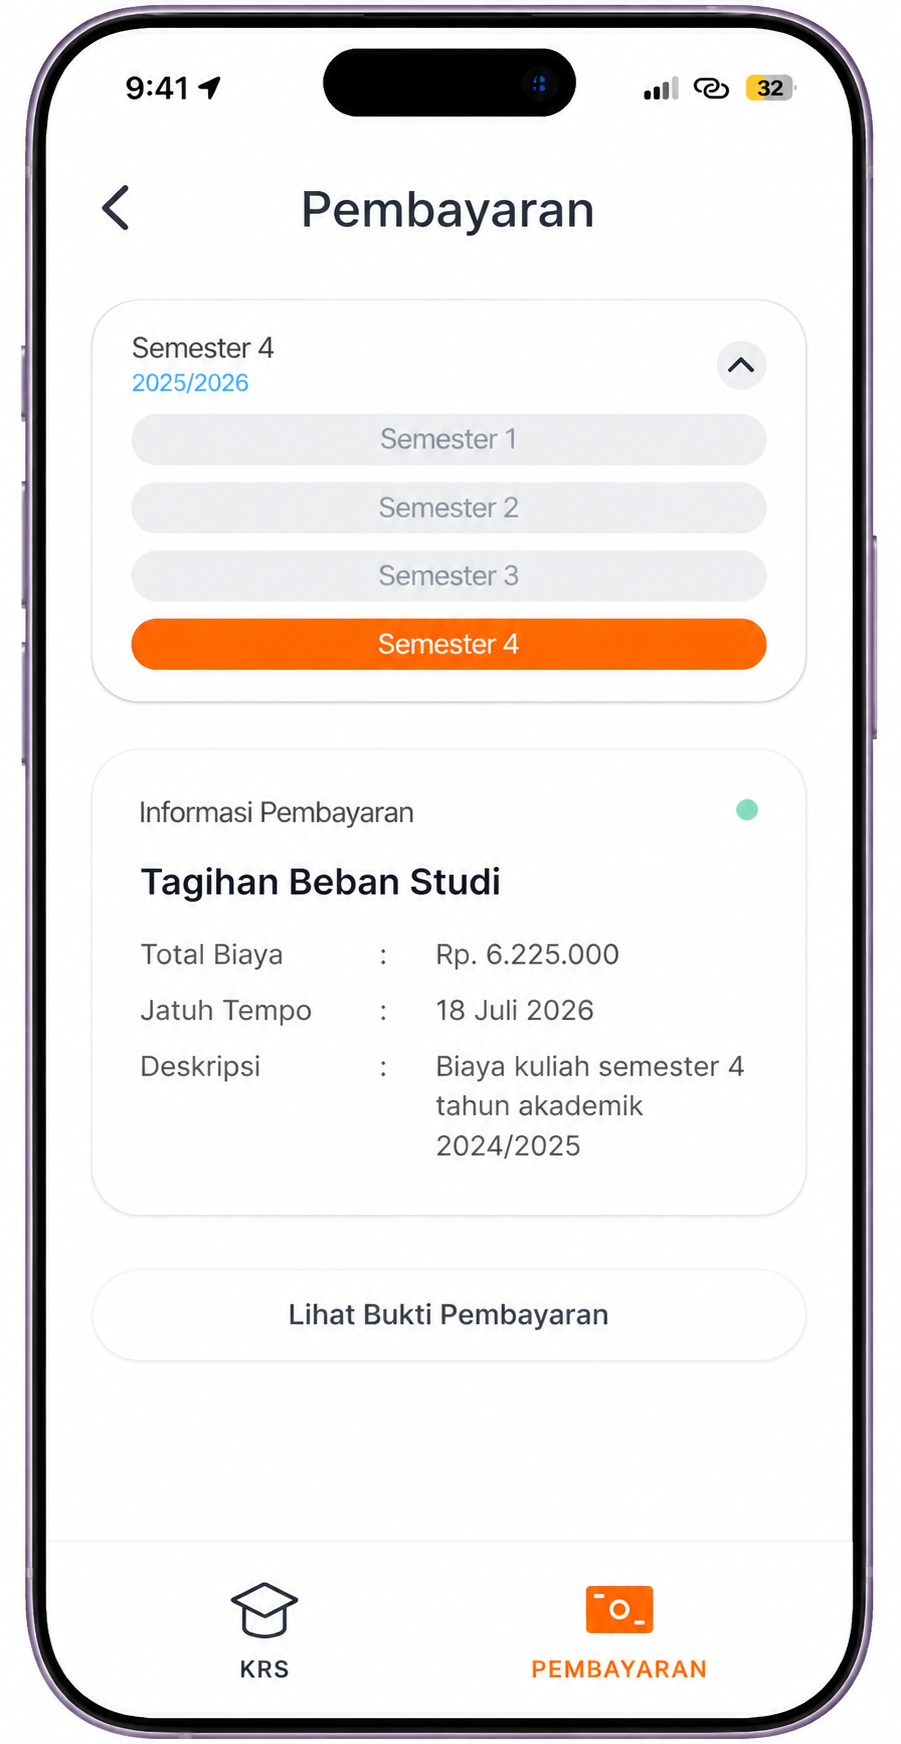 9:41
32
Pembayaran
Semester 4
2025/2026
Semester 1
Semester 2
Semester 3
Semester 4
Informasi Pembayaran
Tagihan Beban Studi
Total Biaya : Rp. 6.225.000
Jatuh Tempo : 18 Juli 2026
Deskripsi : Biaya kuliah semester 4
tahun akademik
2024/2025
Lihat Bukti Pembayaran
KRS
PEMBAYARAN